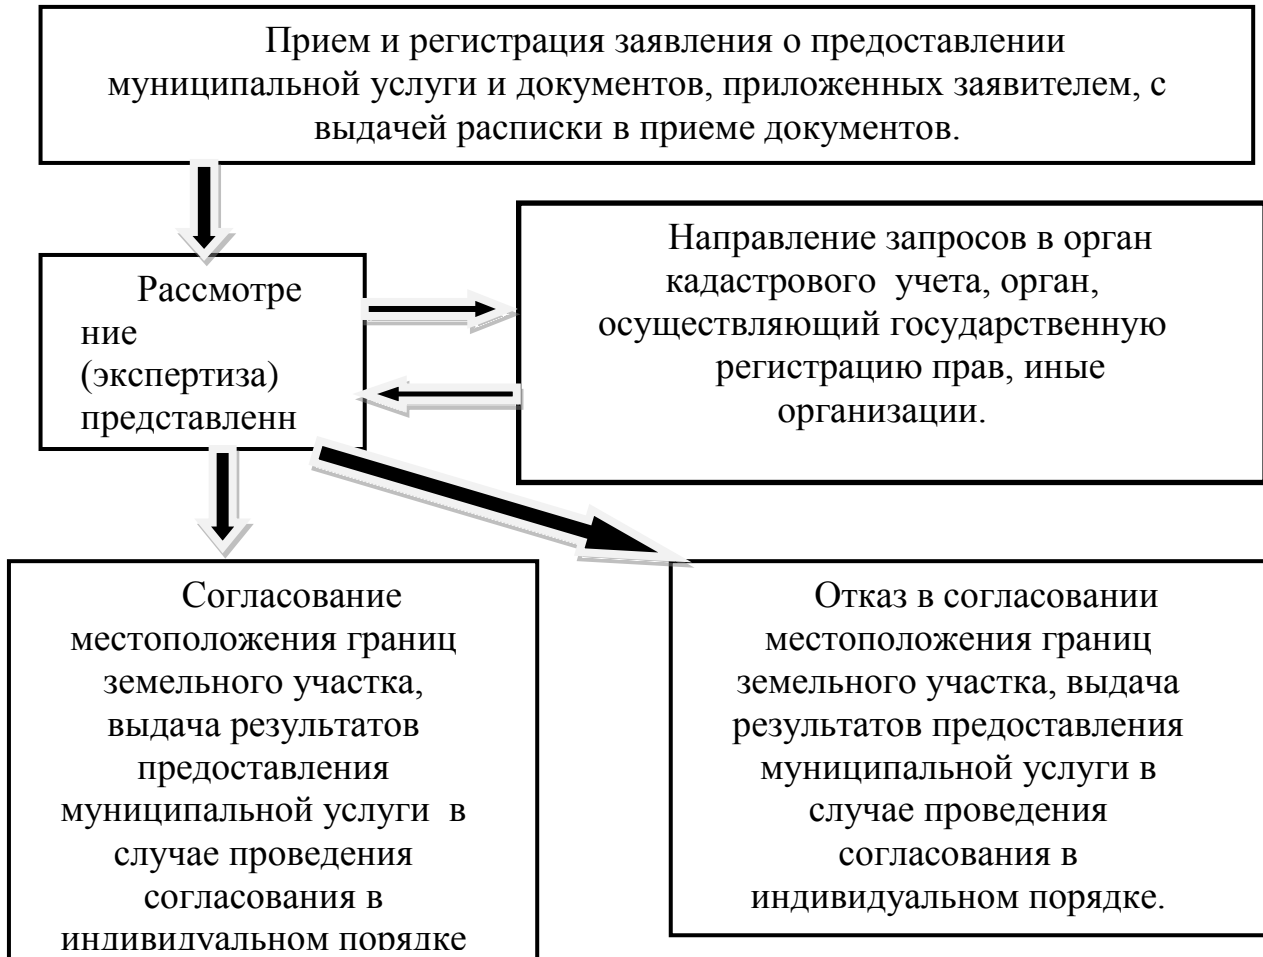 Прием и регистрация заявления о предоставлении
муниципальной услуги и документов, приложенных заявителем, с
выдачей расписки в приеме документов.
Рассмотре
ние
(экспертиза)
представленн
Направление запросов в орган
кадастрового учета, орган,
осуществляющий государственную
регистрацию прав, иные
организации.
Согласование
местоположения границ
земельного участка,
выдача результатов
предоставления
муниципальной услуги в
случае проведения
согласования в
индивидуальном порядке
Отказ в согласовании
местоположения границ
земельного участка, выдача
результатов предоставления
муниципальной услуги в
случае проведения
согласования в
индивидуальном порядке.